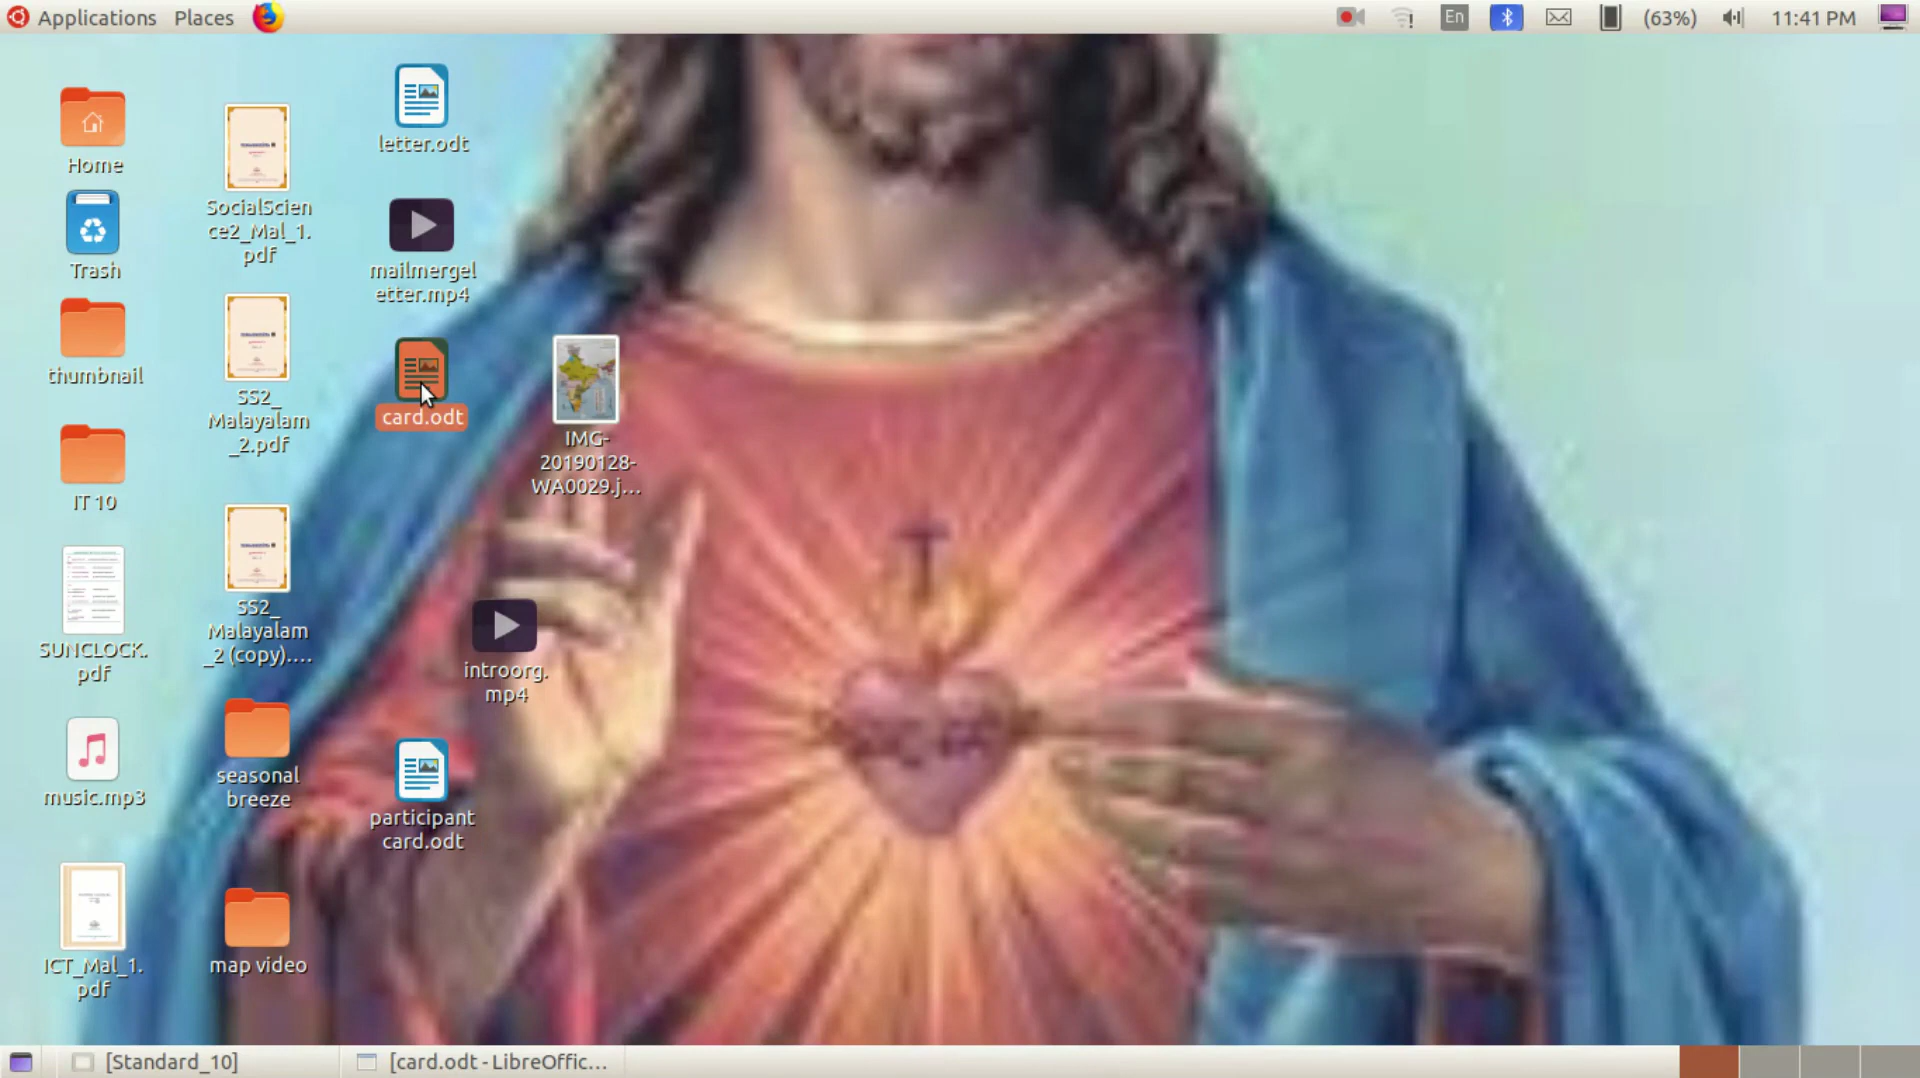 Applications Places
En
(63%)
11:41 PM
Home
Trash
thumbnail
IT 10
SUNCLOCK.
pdf
music.mp3
ICT_Mal_1.
pdf
SocialScien
ce2_Mal_1.
pdf
SS2_
Malayalam
_2.pdf
SS2_
Malayalam
_2 (copy)....
seasonal
breeze
map video
letter.odt
mailmergel
etter.mp4
card.odt
IMG-
20190128-
WA0029.j...
introorg.
mp4
participant
card.odt
[Standard_10]
[card.odt - LibreOffic...